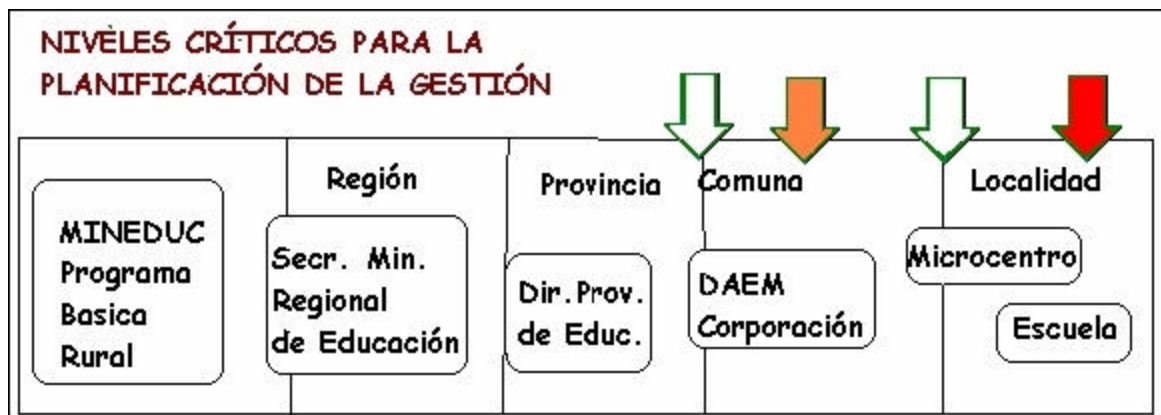 NIVELES CRÍTICOS PARA LA
PLANIFICACIÓN DE LA GESTIÓN
Región
Provincia
Comuna
Localidad
MINEDUC
Programa
Basica
Rural
Secr. Min.
Regional
de Educación
Dir.Prov.
de Educ.
DAEM
Corporación
Microcentro
Escuela